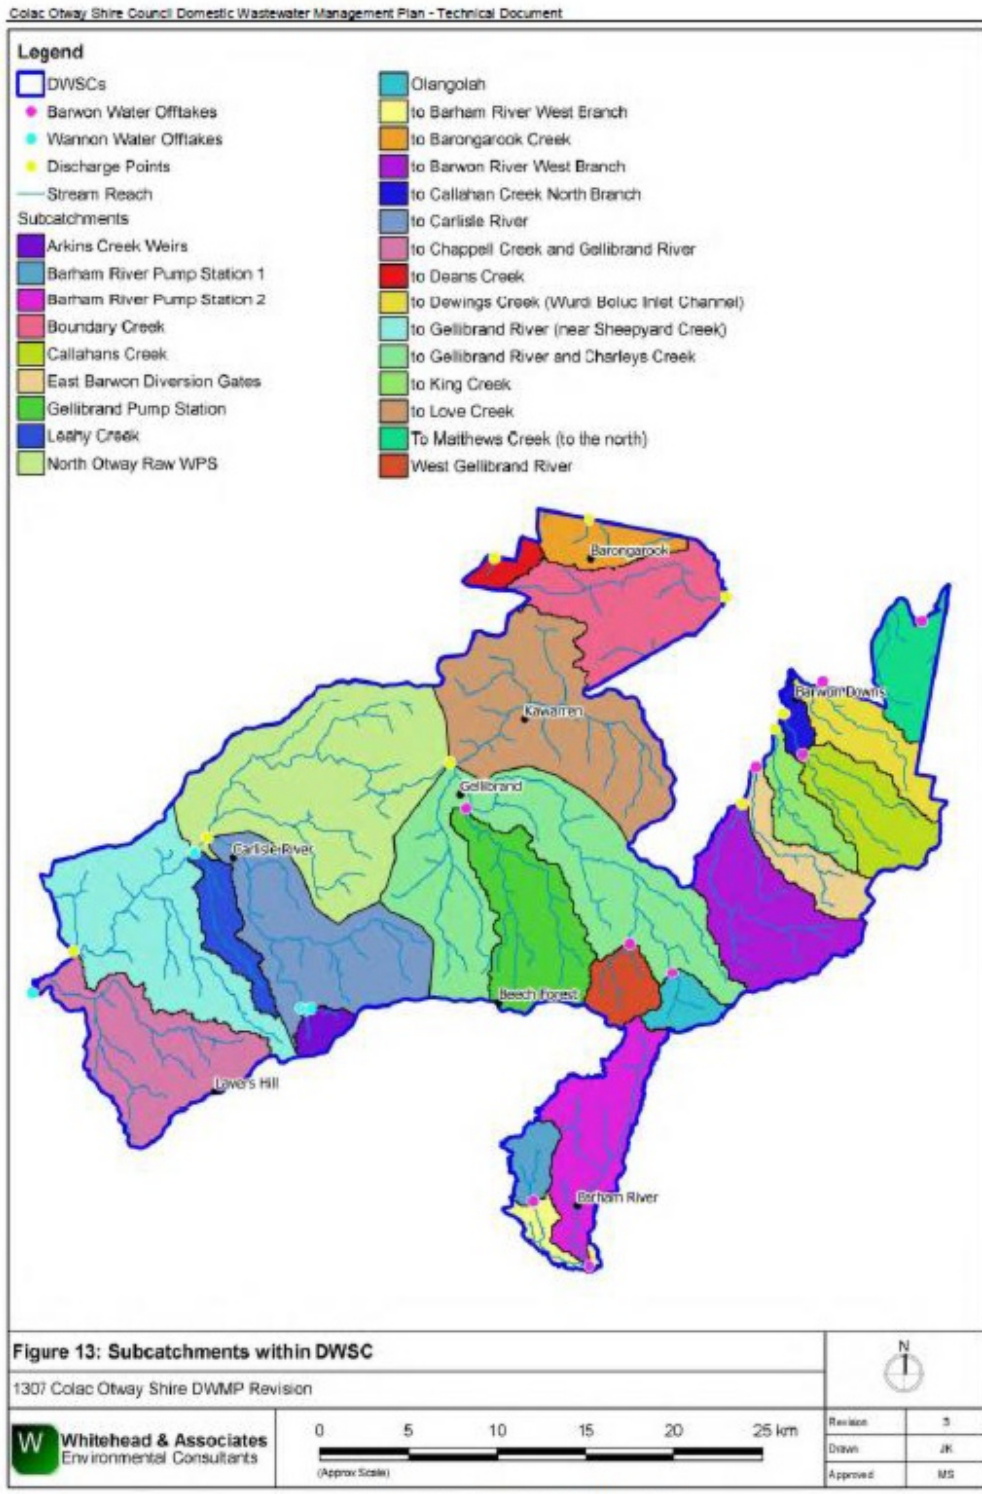 Colac Otway Shire Council Domestic Wastewater Management Plan - Technical Document
Legend
DWSCs
Barwon Water Offtakes
Wannon Water Offtakes
Discharge Points
Stream Reach
Subcatchments
Arkins Creek Weirs
Barham River Pump Station 1
Barham River Pump Station 2
Boundary Creek
Callahans Creek
East Barwon Diversion Gates
Gellibrand Pump Station
Leahy Creek
North Otway Raw WPS
Olangolah
to Barham River West Branch
to Barongarook Creek
to Barwon River West Branch
to Callahan Creek North Branch
to Carlisle River
to Chappell Creek and Gellibrand River
to Deans Creek
to Dewings Creek (Wurdi Boluc Inlet Channel)
to Gellibrand River (near Sheepyard Creek)
to Gellibrand River and Charleys Creek
to King Creek
to Love Creek
To Matthews Creek (to the north)
West Gellibrand River
Barongarook
Barwon Downs
Kawarren
Gellibrand
Carlisle River
Beech Forest
Lavers Hill
Barham River
Figure 13: Subcatchments within DWSC
1307 Colac Otway Shire DWMP Revision
N
W
Whitehead & Associates
Environmental Consultants
0 5 10 15 20 25 km
(Approx Scale)
Revision 3
Drawn JK
Approved MS